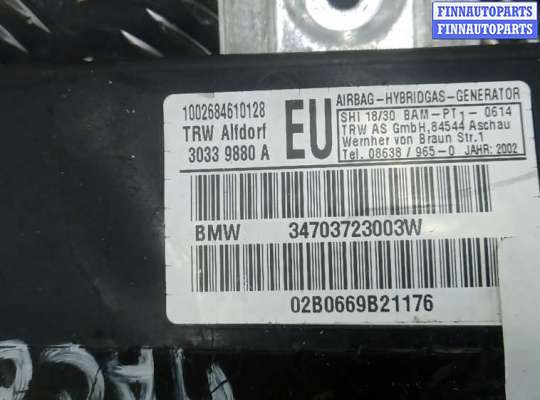 FINNAUTOPARTS
FINNAUTOPARTS
FINNAUTOPARTS
1002684610128
TRW Alfdorf
3033 9880 A
EU
AIRBAG-HYBRIDGAS-GENERATOR
SHI 18/30 BAM-PT1-0614
TRW AS GmbH,84544 Aschau
Wernher von Braun Str.1
Tel. 08638 / 965-0 JAHR: 2002
BMW 34703723003W
02B0669B21176